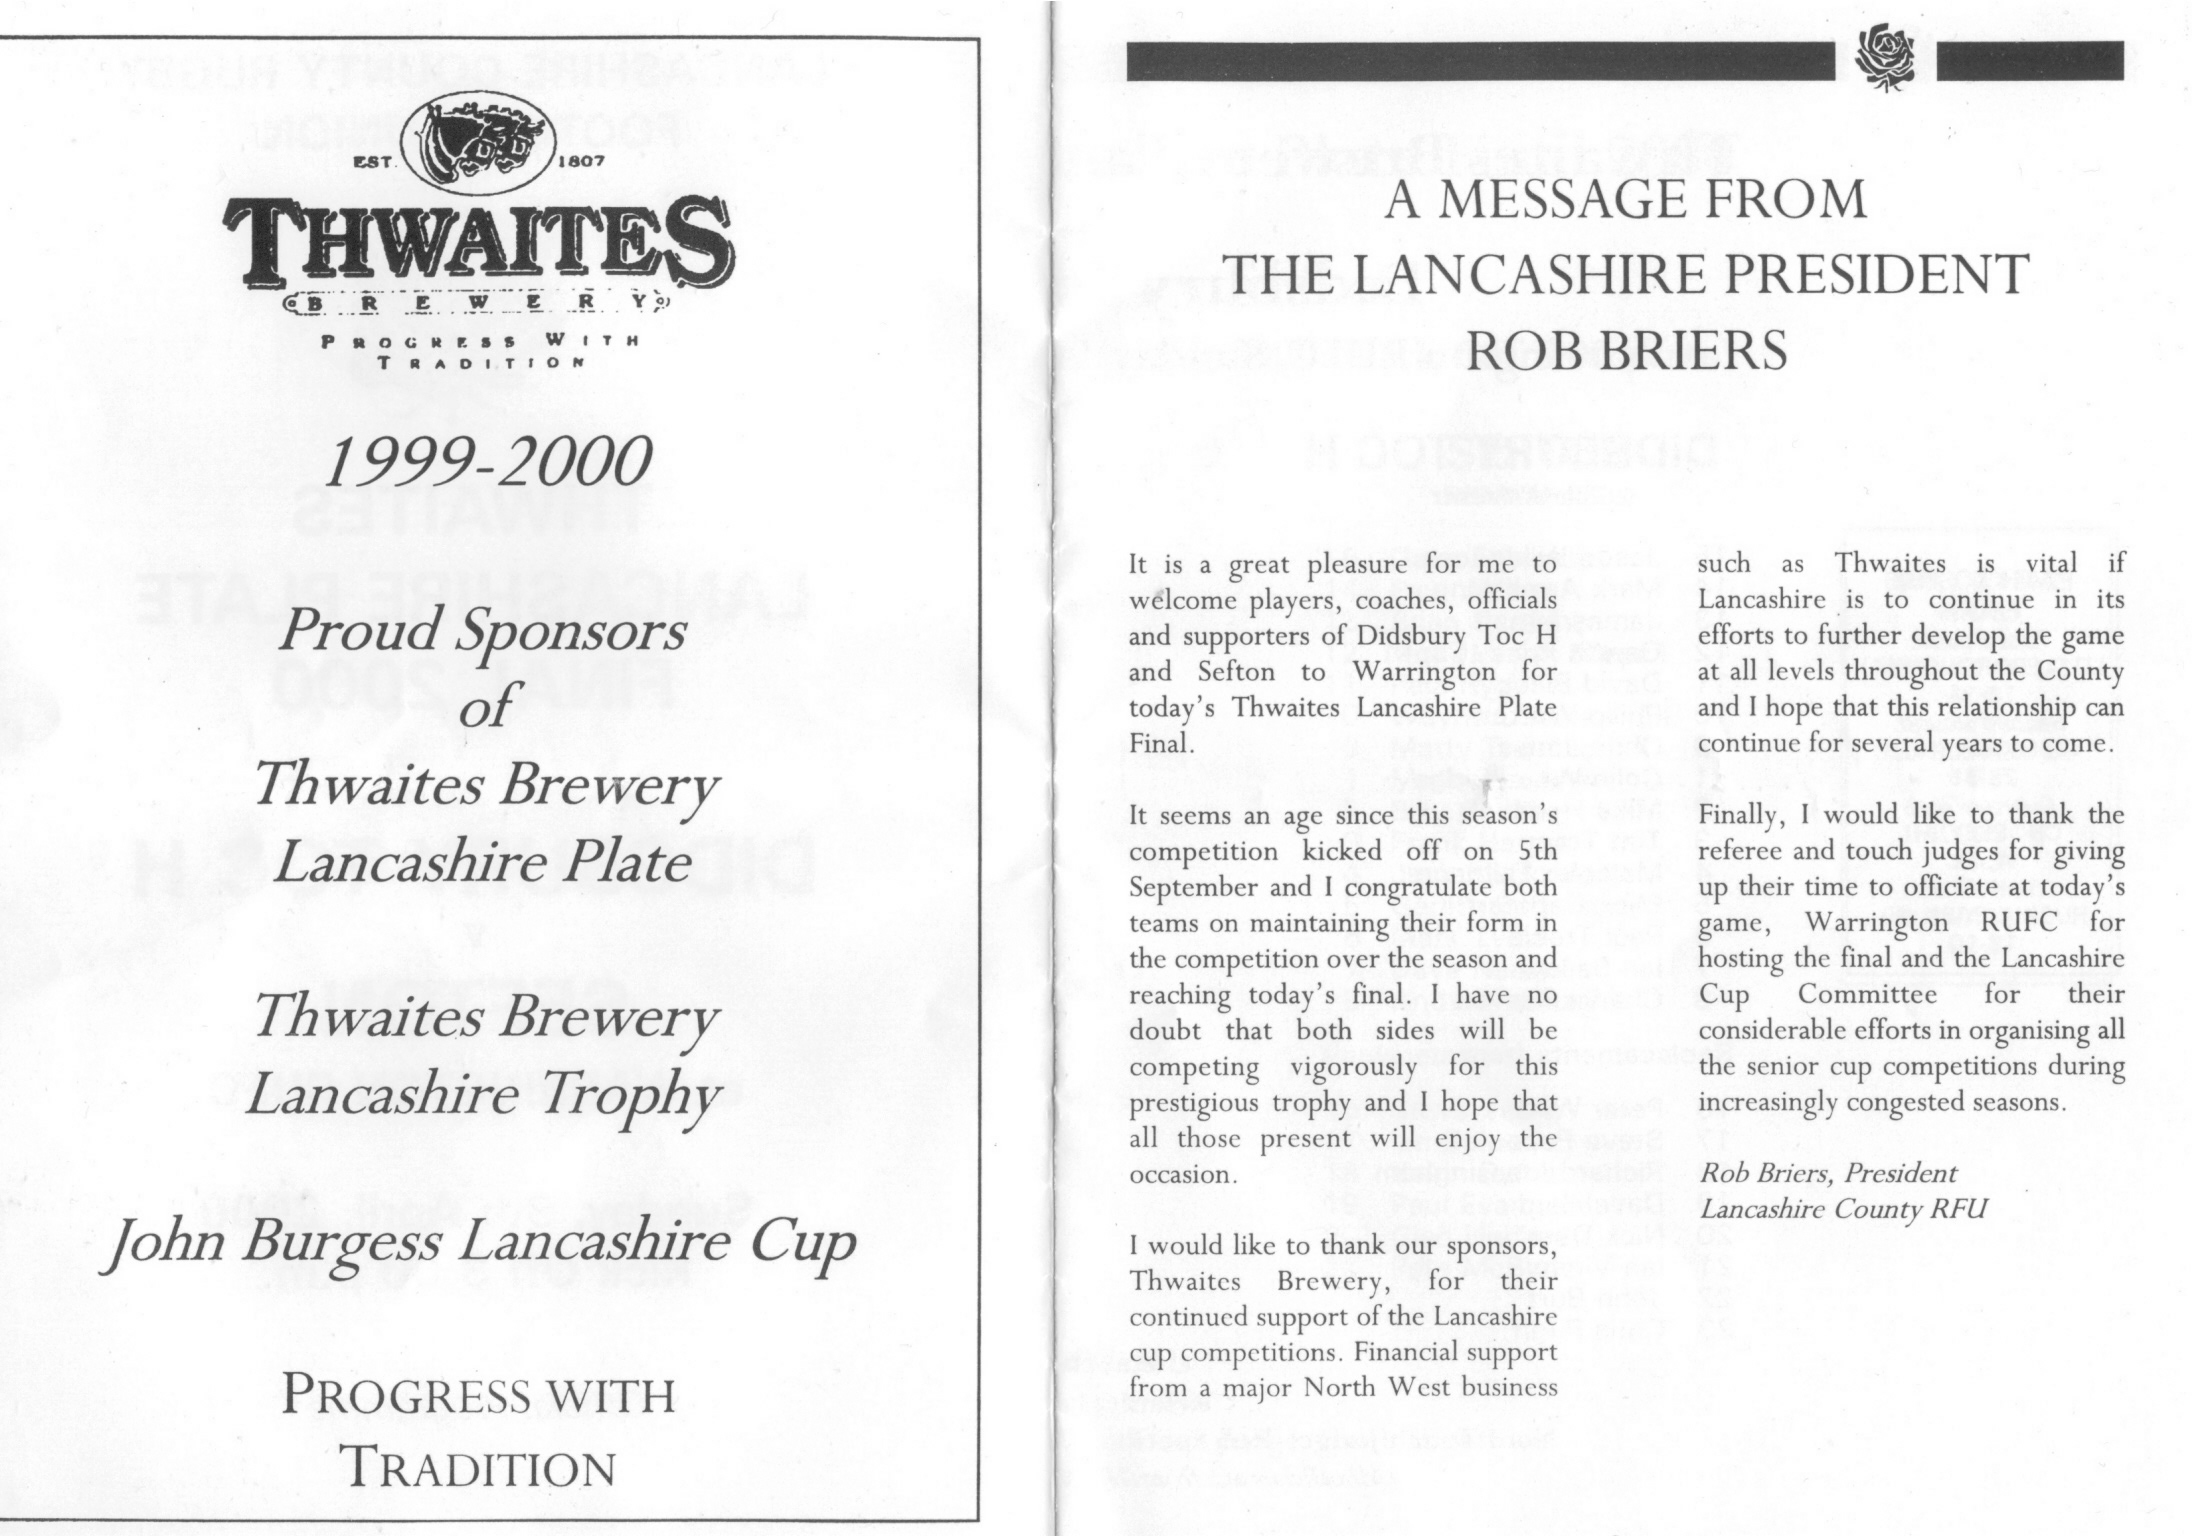 EST. 1807
THWAITES
BREWERY
PROGRESS WITH
TRADITION
1999-2000
Proud Sponsors
of
Thwaites Brewery
Lancashire Plate
Thwaites Brewery
Lancashire Trophy
John Burgess Lancashire Cup
PROGRESS WITH
TRADITION
A MESSAGE FROM
THE LANCASHIRE PRESIDENT
ROB BRIERS
It is a great pleasure for me to
welcome players, coaches, officials
and supporters of Didsbury Toc H
and Sefton to Warrington for
today's Thwaites Lancashire Plate
Final.
It seems an age since this season's
competition kicked off on 5th
September and I congratulate both
teams on maintaining their form in
the competition over the season and
reaching today's final. I have no
doubt that both sides will be
competing vigorously for this
prestigious trophy and I hope that
all those present will enjoy the
occasion.
I would like to thank our sponsors,
Thwaites Brewery, for their
continued support of the Lancashire
cup competitions. Financial support
from a major North West business
such as Thwaites is vital if
Lancashire is to continue in its
efforts to further develop the game
at all levels throughout the County
and I hope that this relationship can
continue for several years to come.
Finally, I would like to thank the
referee and touch judges for giving
up their time to officiate at today's
game, Warrington RUFC for
hosting the final and the Lancashire
Cup Committee for their
considerable efforts in organising all
the senior cup competitions during
increasingly congested seasons.
Rob Briers, President
Lancashire County RFU